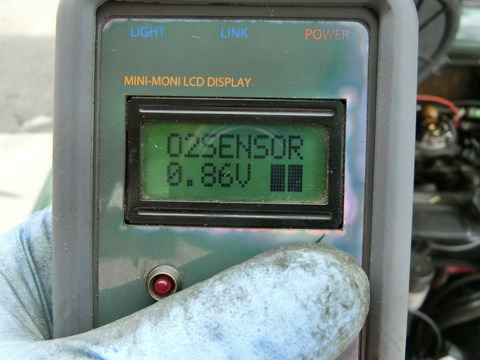 LIGHT LINK POWER
MINI-MONI LCD DISPLAY
O2SENSOR
0.86V